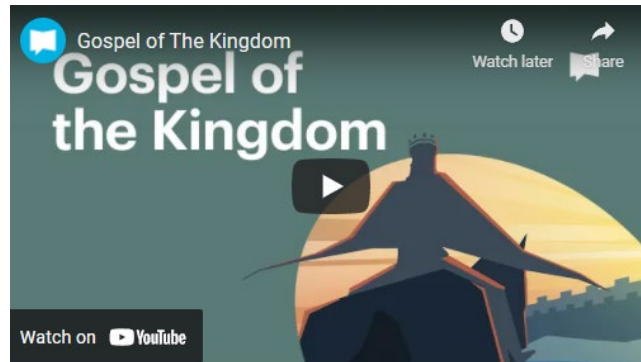 Gospel of The Kingdom
Watch later
Share
Gospel of
the Kingdom
Watch on YouTube